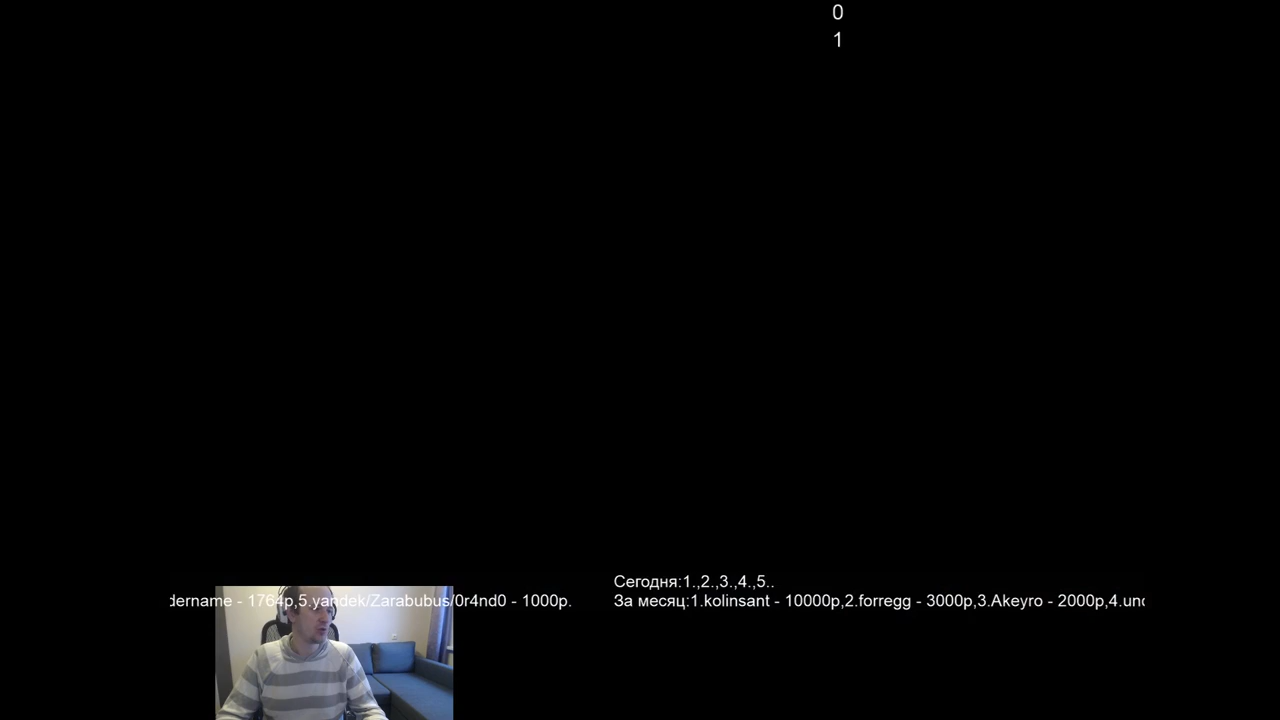 0
1
Сегодня:1.,2.,3.,4.,5..
dername - 1764р,5.yandek/Zarabubus/0r4nd0 - 1000р. За месяц:1.kolinsant - 10000р,2.forregg - 3000р,3.Akeyro - 2000р,4.unc